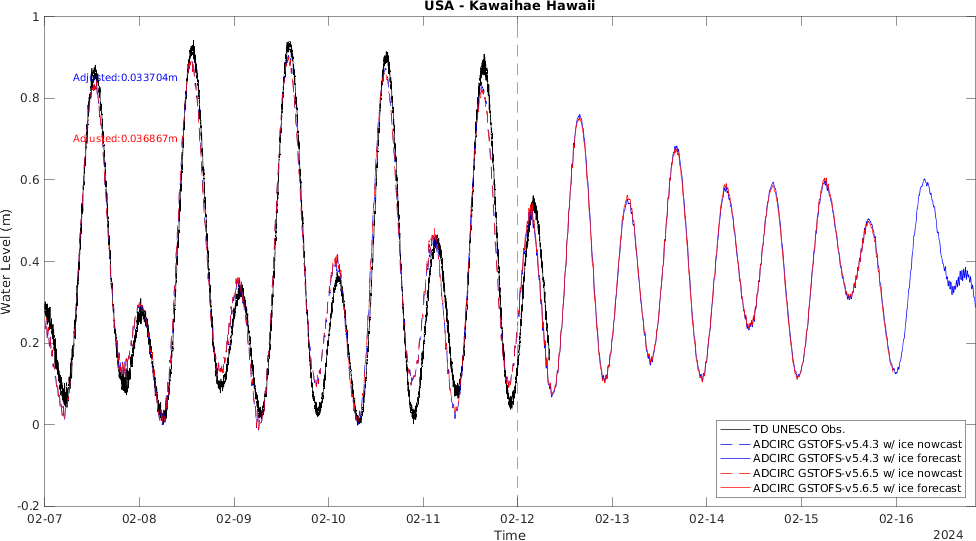 USA - Kawaihae Hawaii
1
0.8
0.6
0.4
0.2
0
-0.2
Water Level (m)
Adjusted:0.033704m
Adjusted:0.036867m
TD UNESCO Obs.
ADCIRC GSTOFS-v5.4.3 w/ ice nowcast
ADCIRC GSTOFS-v5.4.3 w/ ice forecast
ADCIRC GSTOFS-v5.6.5 w/ ice nowcast
ADCIRC GSTOFS-v5.6.5 w/ ice forecast
02-07 02-08 02-09 02-10 02-11 02-12 02-13 02-14 02-15 02-16
Time
2024